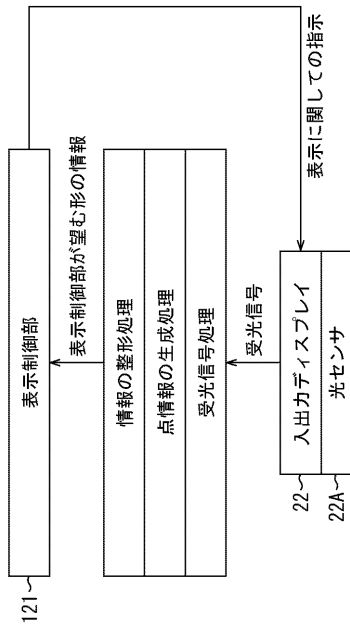 121
表示制御部
表示制御部が望む形の情報
情報の整形処理
点情報の生成処理
受光信号処理
受光信号
表示に関しての指示
22
入出力ディスプレイ
22A
光センサ